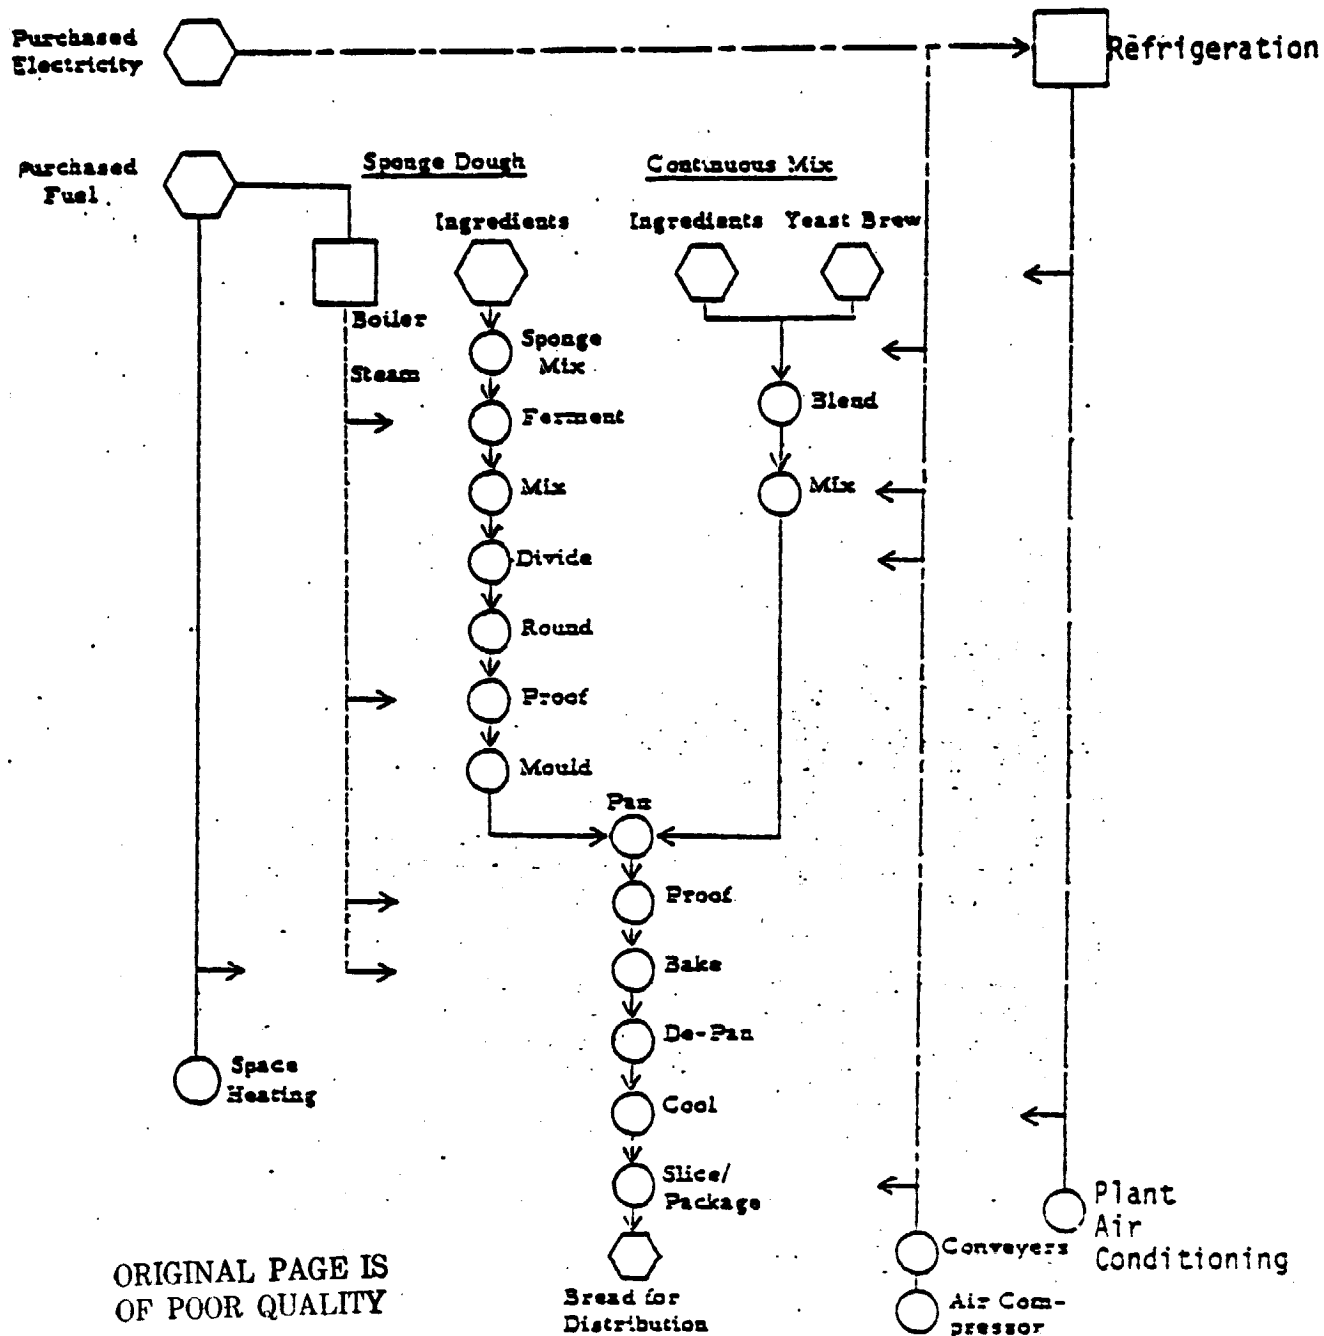 Purchased
Electricity
Refrigeration
Purchased
Fuel
Sponge Dough
Continuous Mix
Ingredients
Ingredients
Yeast Brew
Boiler
Steam
Sponge
Mix
Ferment
Mix
Divide
Round
Proof
Mould
Blend
Mix
Pan
Proof
Bake
De-Pan
Cool
Slice/
Package
Space
Heating
Plant
Air
Conditioning
Conveyers
Air Com-
pressor
Bread for
Distribution
ORIGINAL PAGE IS
OF POOR QUALITY